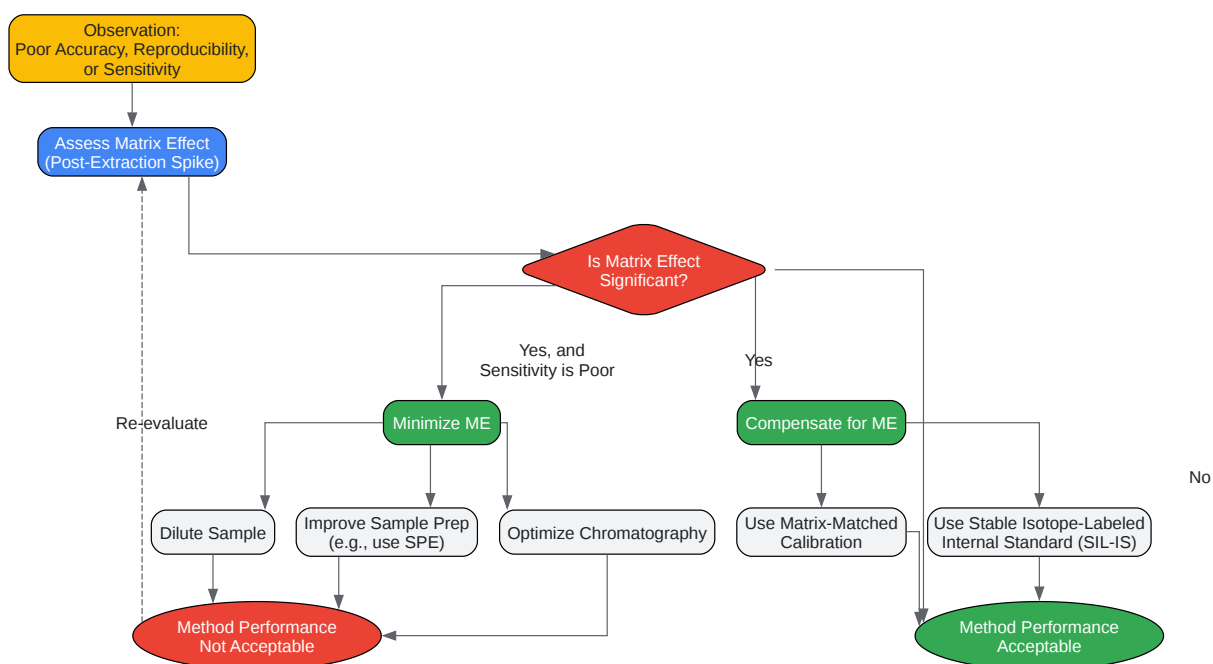 Observation:
Poor Accuracy, Reproducibility,
or Sensitivity
Assess Matrix Effect
(Post-Extraction Spike)
Is Matrix Effect
Significant?
Yes, and
Sensitivity is Poor
Yes
Re-evaluate
Minimize ME
Compensate for ME
No
Dilute Sample
Improve Sample Prep
(e.g., use SPE)
Optimize Chromatography
Use Matrix-Matched
Calibration
Use Stable Isotope-Labeled
Internal Standard (SIL-IS)
Method Performance
Not Acceptable
Method Performance
Acceptable